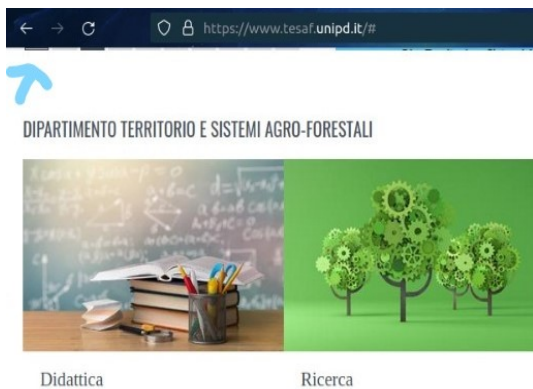 https://www.tesaf.unipd.it/#
DIPARTIMENTO TERRITORIO E SISTEMI AGRO-FORESTALI
Didattica
Ricerca